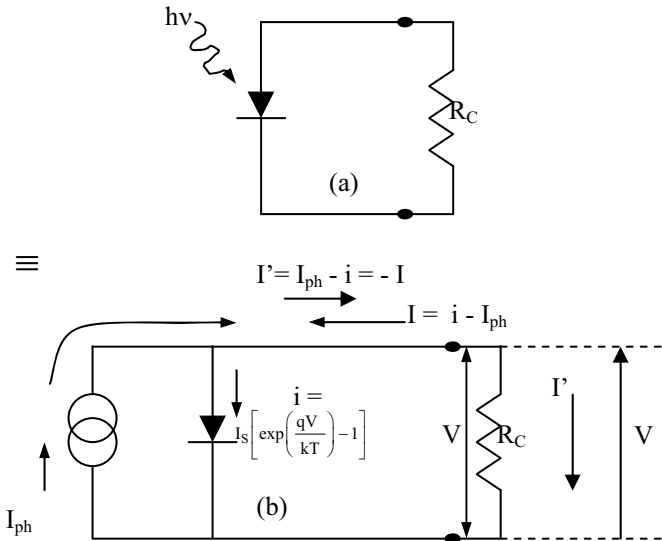 hν
R_C
(a)
≡
I’= I_ph - i = - I
I = i - I_ph
i =
I_S[exp(qV/kT)−1]
V
R_C
I’
V
I_ph
(b)